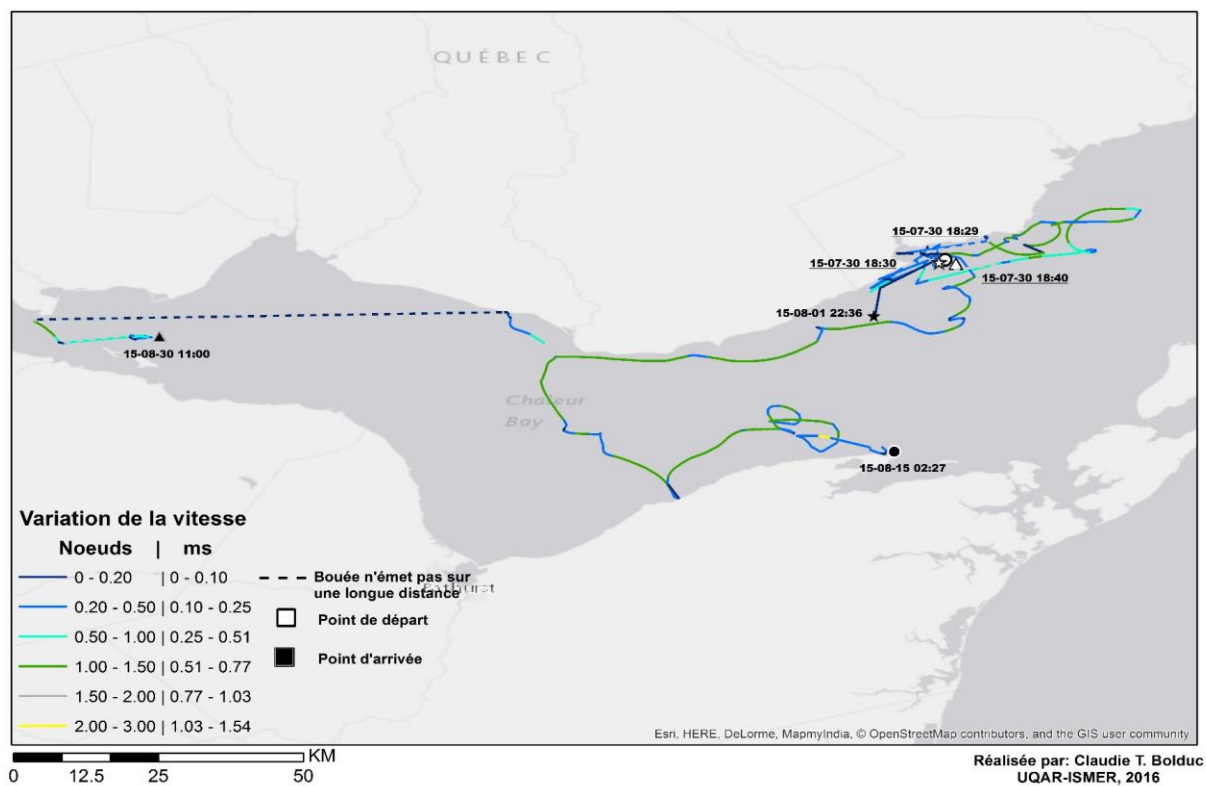 QUÉBEC
15-07-30 18:29
15-07-30 18:30
15-07-30 18:40
15-08-01 22:36
15-08-30 11:00
Chaleur
Bay
15-08-15 02:27
Variation de la vitesse
Noeuds | ms
0 - 0.20 | 0 - 0.10
0.20 - 0.50 | 0.10 - 0.25
0.50 - 1.00 | 0.25 - 0.51
1.00 - 1.50 | 0.51 - 0.77
1.50 - 2.00 | 0.77 - 1.03
2.00 - 3.00 | 1.03 - 1.54
Bouée n'émet pas sur
une longue distance
Bathurst
Point de départ
Point d'arrivée
Esri, HERE, DeLorme, MapmyIndia, © OpenStreetMap contributors, and the GIS user community
KM
0 12.5 25 50
Réalisée par: Claudie T. Bolduc
UQAR-ISMER, 2016